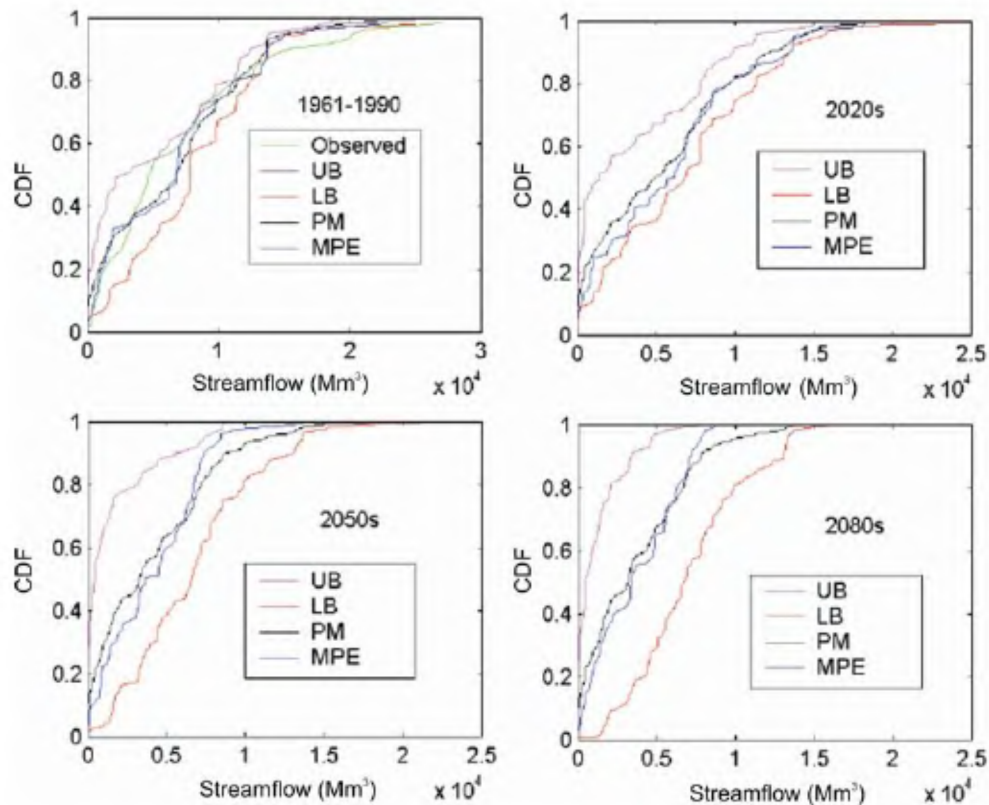 1
0.8
0.6
0.4
0.2
0
CDF
1961-1990
Observed
UB
LB
PM
MPE
0 1 2 3
Streamflow (Mm³) x 10⁴
1
0.8
0.6
0.4
0.2
0
CDF
2020s
UB
LB
PM
MPE
0 0.5 1 1.5 2 2.5
Streamflow (Mm³) x 10⁴
1
0.8
0.6
0.4
0.2
0
CDF
2050s
UB
LB
PM
MPE
0 0.5 1 1.5 2 2.5
Streamflow (Mm³) x 10⁴
1
0.8
0.6
0.4
0.2
0
CDF
2080s
UB
LB
PM
MPE
0 0.5 1 1.5 2 2.5
Streamflow (Mm³) x 10⁴